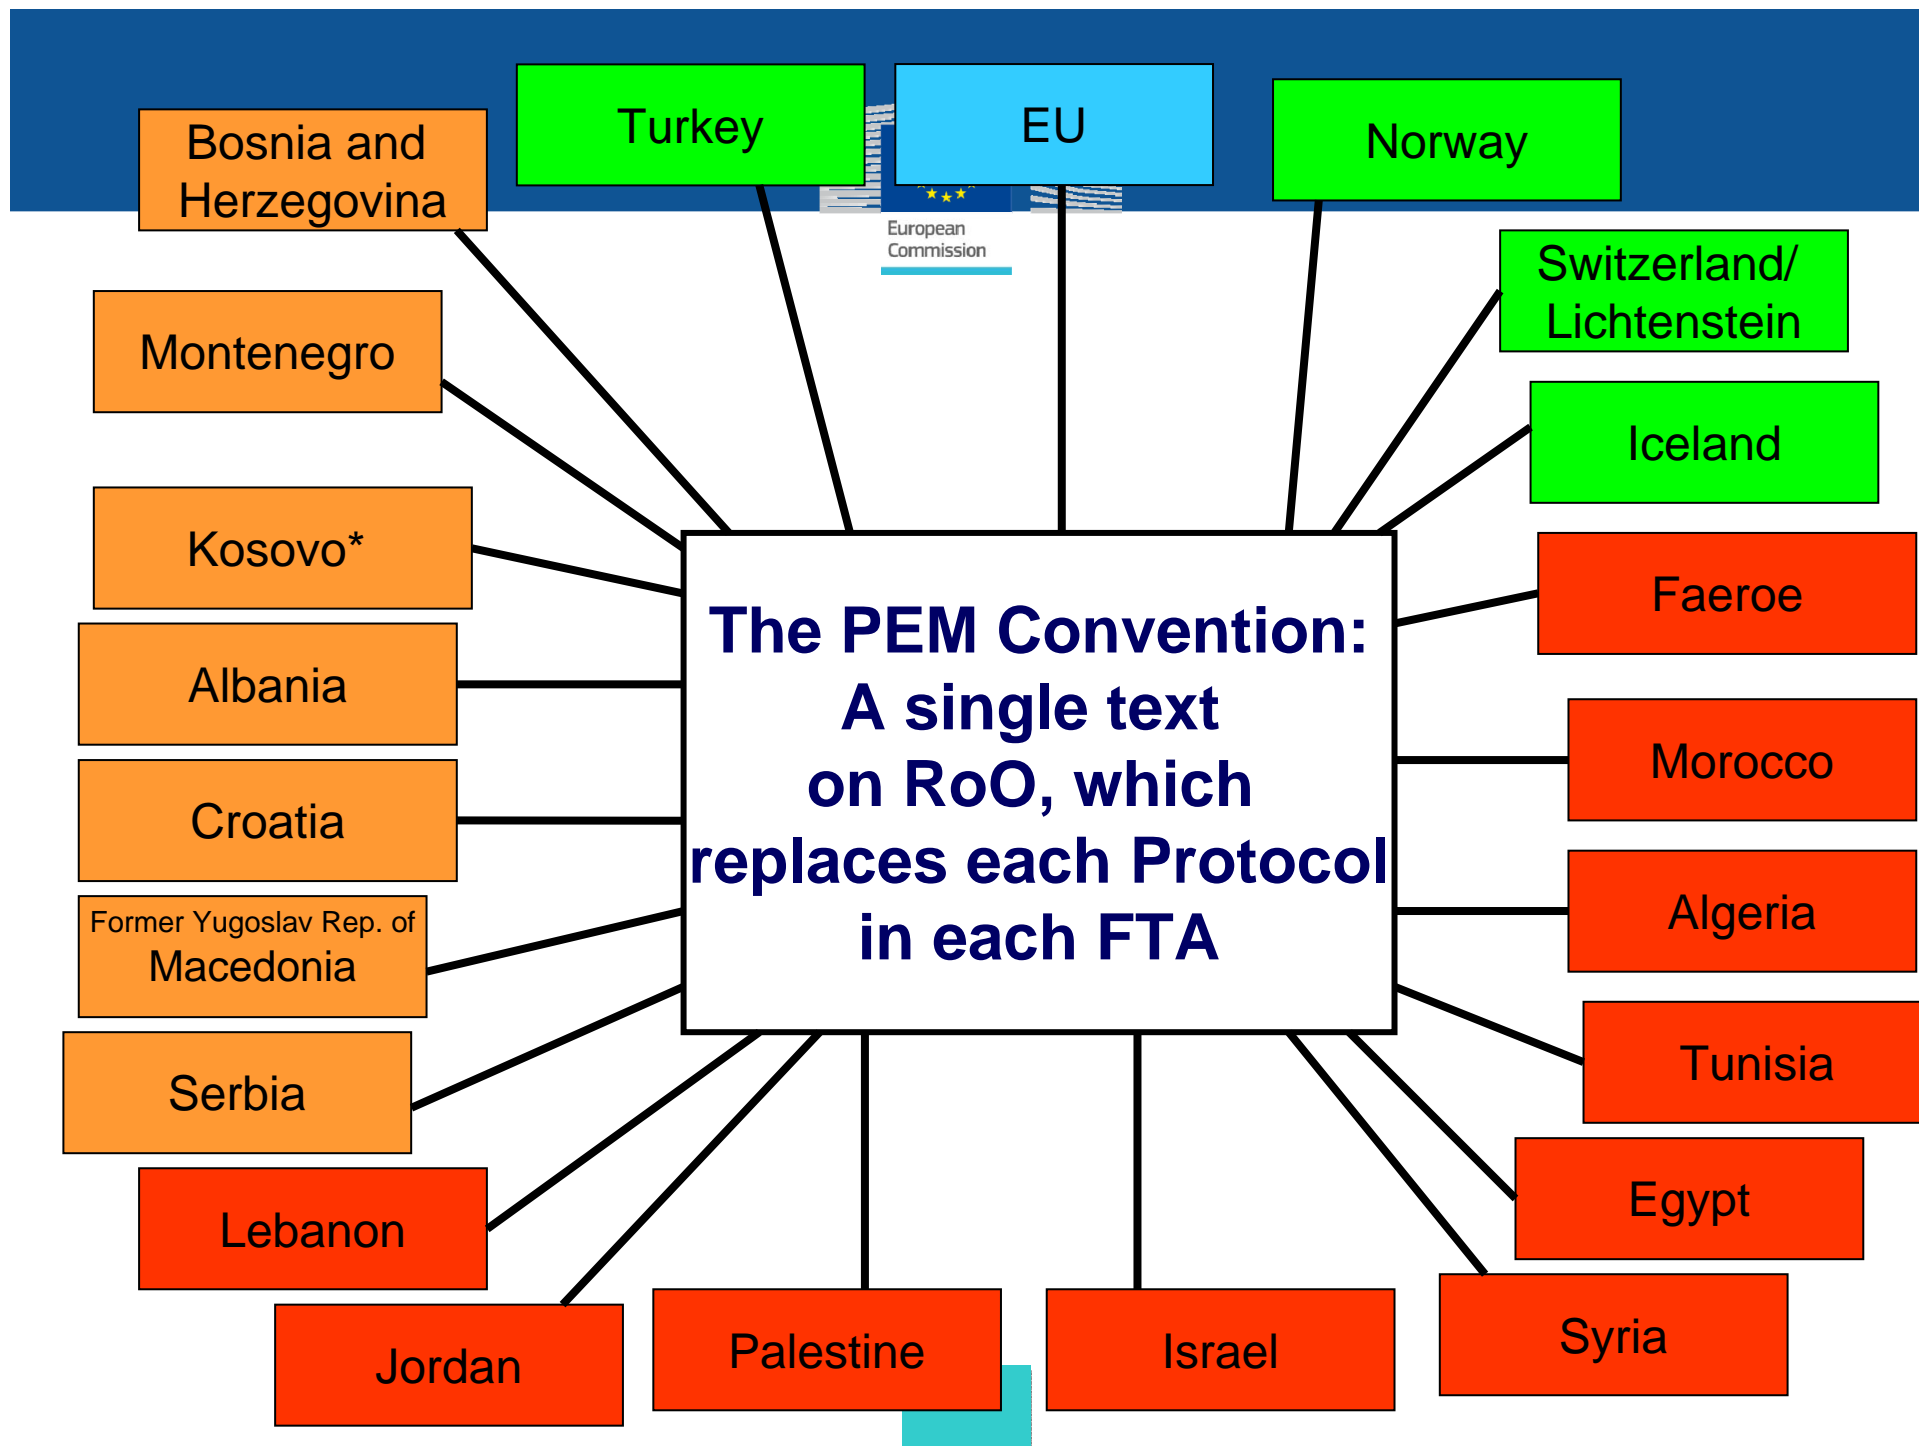 Turkey
EU
Norway
Bosnia and
Herzegovina
European
Commission
Switzerland/
Lichtenstein
Montenegro
Iceland
Kosovo*
Faeroe
The PEM Convention:
A single text
on RoO, which
replaces each Protocol
in each FTA
Albania
Morocco
Croatia
Algeria
Former Yugoslav Rep. of
Macedonia
Tunisia
Serbia
Egypt
Lebanon
Syria
Jordan
Palestine
Israel